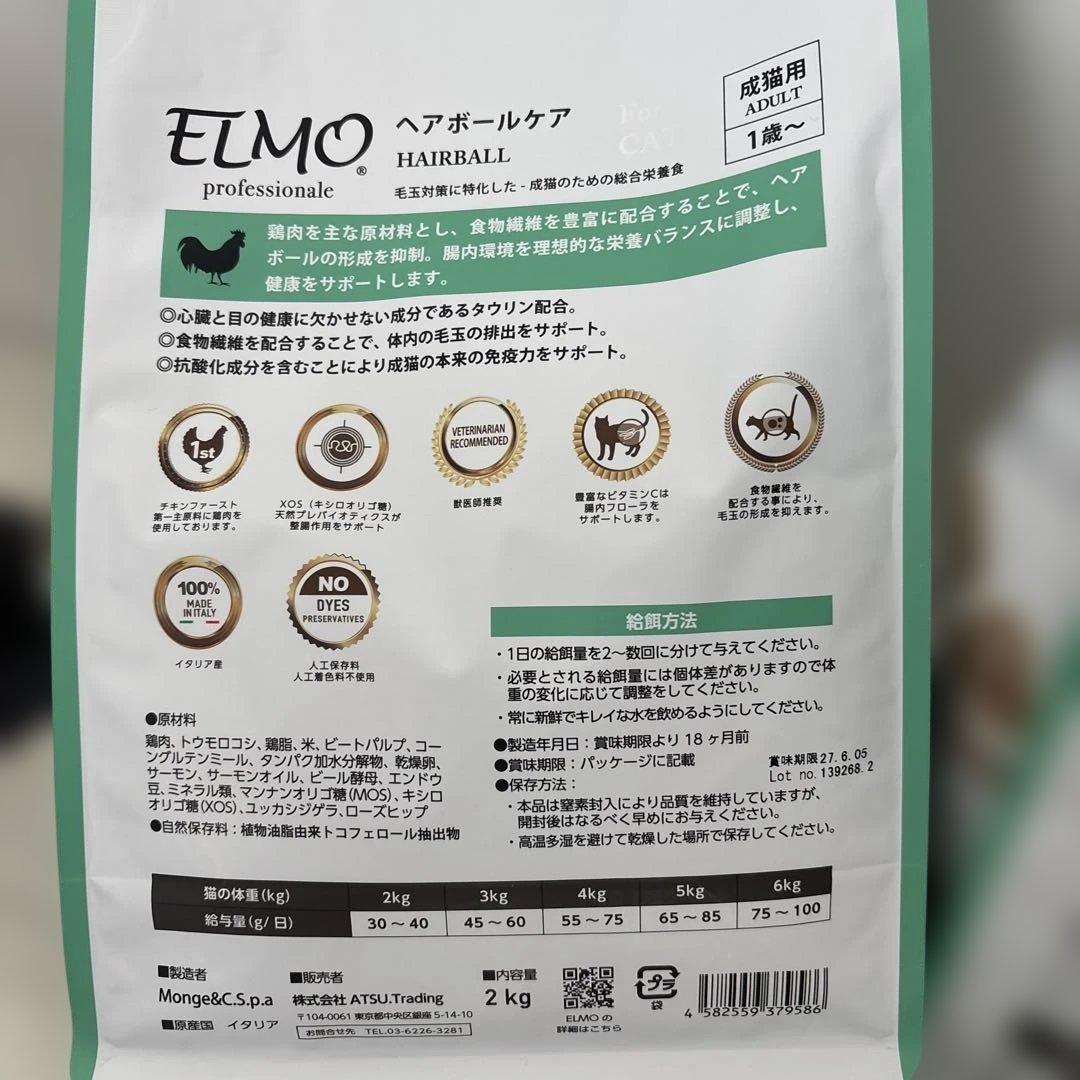 ELMO®
professionale
ヘアボールケア
HAIRBALL
毛玉対策に特化した - 成猫のための総合栄養食
For
CAT
成猫用
ADULT
1歳~
鶏肉を主な原材料とし、食物繊維を豊富に配合することで、ヘア
ボールの形成を抑制。腸内環境を理想的な栄養バランスに調整し、
健康をサポートします。
◎心臓と目の健康に欠かせない成分であるタウリン配合。
◎食物繊維を配合することで、体内の毛玉の排出をサポート。
◎抗酸化成分を含むことにより成猫の本来の免疫力をサポート。
1st
チキンファースト
第一主原料に鶏肉を
使用しております。
XOS(キシロオリゴ糖)
天然プレバイオティクスが
整腸作用をサポート
VETERINARIAN
RECOMMENDED
獣医師推奨
豊富なビタミンCは
腸内フローラを
サポートします。
食物繊維を
配合する事により、
毛玉の形成を抑えます。
100%
MADE
IN ITALY
イタリア産
NO
DYES
PRESERVATIVES
人工保存料
人工着色料不使用
●原材料
鶏肉、トウモロコシ、鶏脂、米、ビートパルプ、コー
ングルテンミール、タンパク加水分解物、乾燥卵、
サーモン、サーモンオイル、ビール酵母、エンドウ
豆、ミネラル類、マンナンオリゴ糖(MOS)、キシロ
オリゴ糖(XOS)、ユッカシジゲラ、ローズヒップ
●自然保存料:植物油脂由来トコフェロール抽出物
給餌方法
・1日の給餌量を2~数回に分けて与えてください。
・必要とされる給餌量には個体差がありますので体
重の変化に応じて調整をしてください。
・常に新鮮でキレイな水を飲めるようにしてください。
●製造年月日:賞味期限より18ヶ月前
●賞味期限:パッケージに記載
賞味期限27.6.05
Lot no.139268.2
●保存方法:
・本品は窒素封入により品質を維持していますが、
開封後はなるべく早めにお与えください。
・高温多湿を避けて乾燥した場所で保存してください。
猫の体重(kg) 2kg 3kg 4kg 5kg 6kg
給与量(g/日) 30~40 45~60 55~75 65~85 75~100
■製造者
Monge&C.S.p.a
■原産国 イタリア
■販売者
株式会社 ATSU.Trading
〒104-0061 東京都中央区銀座 5-14-10
お問合せ先 TEL.03-6226-3281
■内容量
2 kg
ELMO の
詳細はこちら
プラ
袋
4 582559 379586